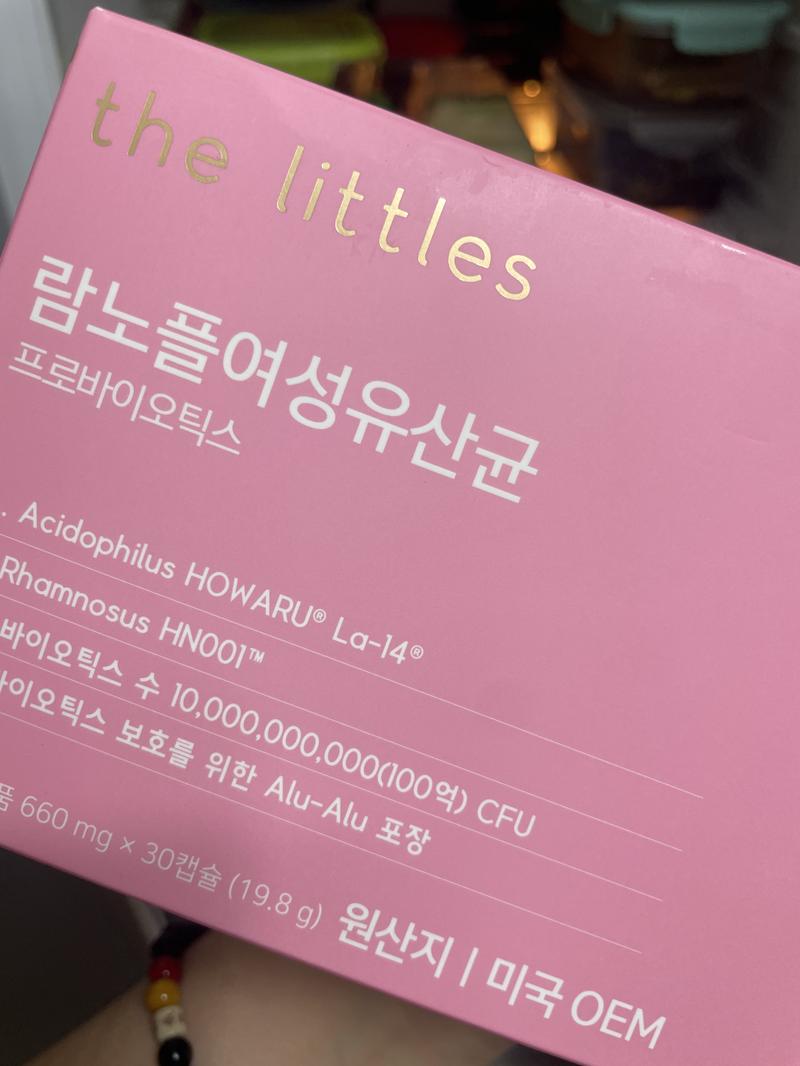 the littles
람노플여성유산균
프로바이오틱스
. Acidophilus HOWARU® La-14®
Rhamnosus HN001™
바이오틱스 수 10,000,000,000(100억) CFU
바이오틱스 보호를 위한 Alu-Alu 포장
품 660 mg × 30캡슐 (19.8 g) 원산지 | 미국 OEM